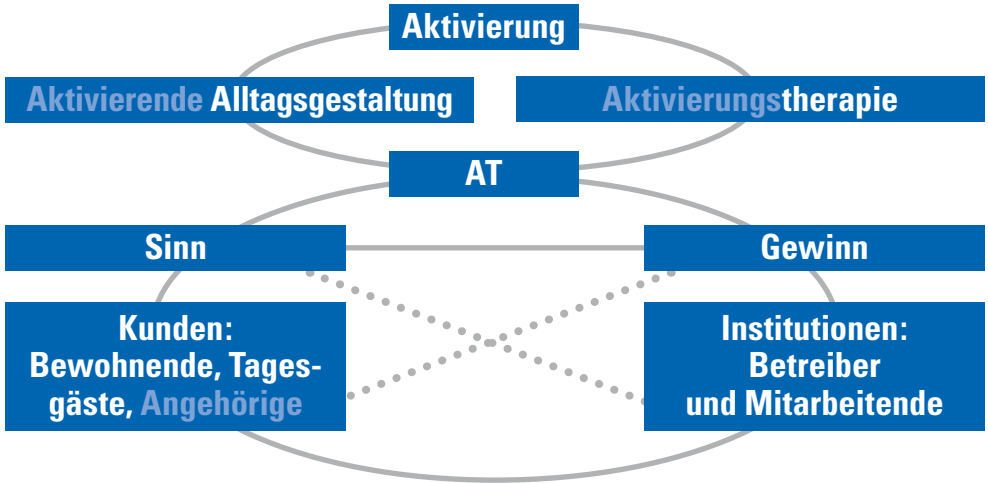 Aktivierung
Aktivierende Alltagsgestaltung
Aktivierungstherapie
AT
Sinn
Gewinn
Kunden:
Bewohnende, Tages-
gäste, Angehörige
Institutionen:
Betreiber
und Mitarbeitende